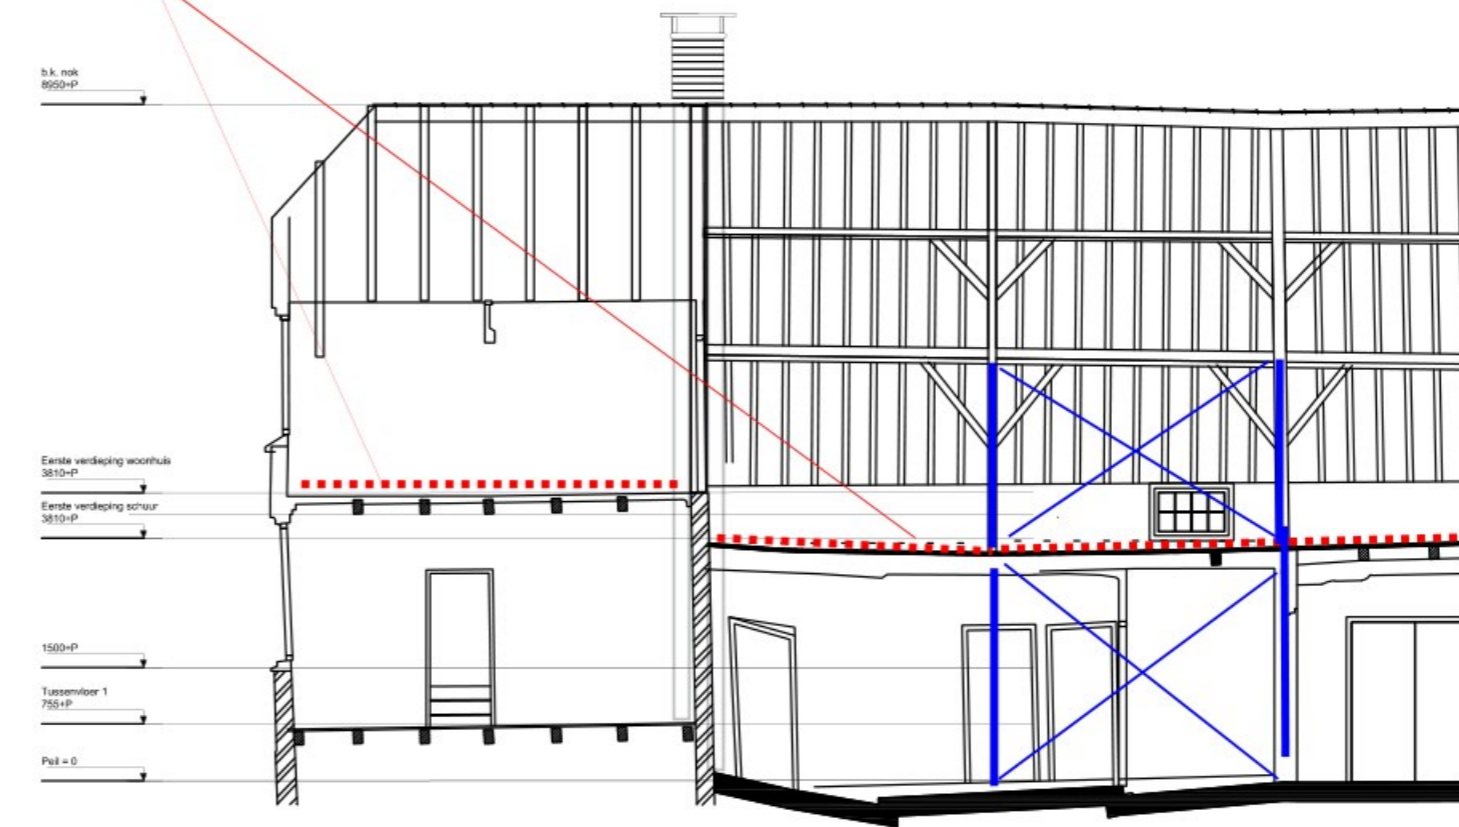 b.k. nok
8950+P
Eerste verdieping woonhuis
3810+P
Eerste verdieping schuur
3810+P
1500+P
Tussenvloer 1
755+P
Peil = 0